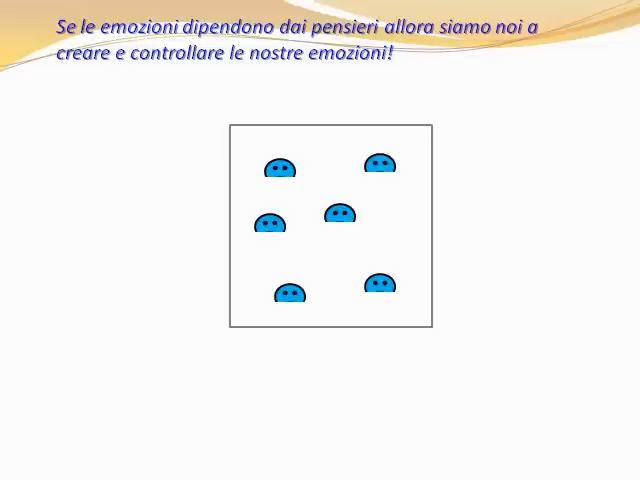 Se le emozioni dipendono dai pensieri allora siamo noi a
creare e controllare le nostre emozioni!